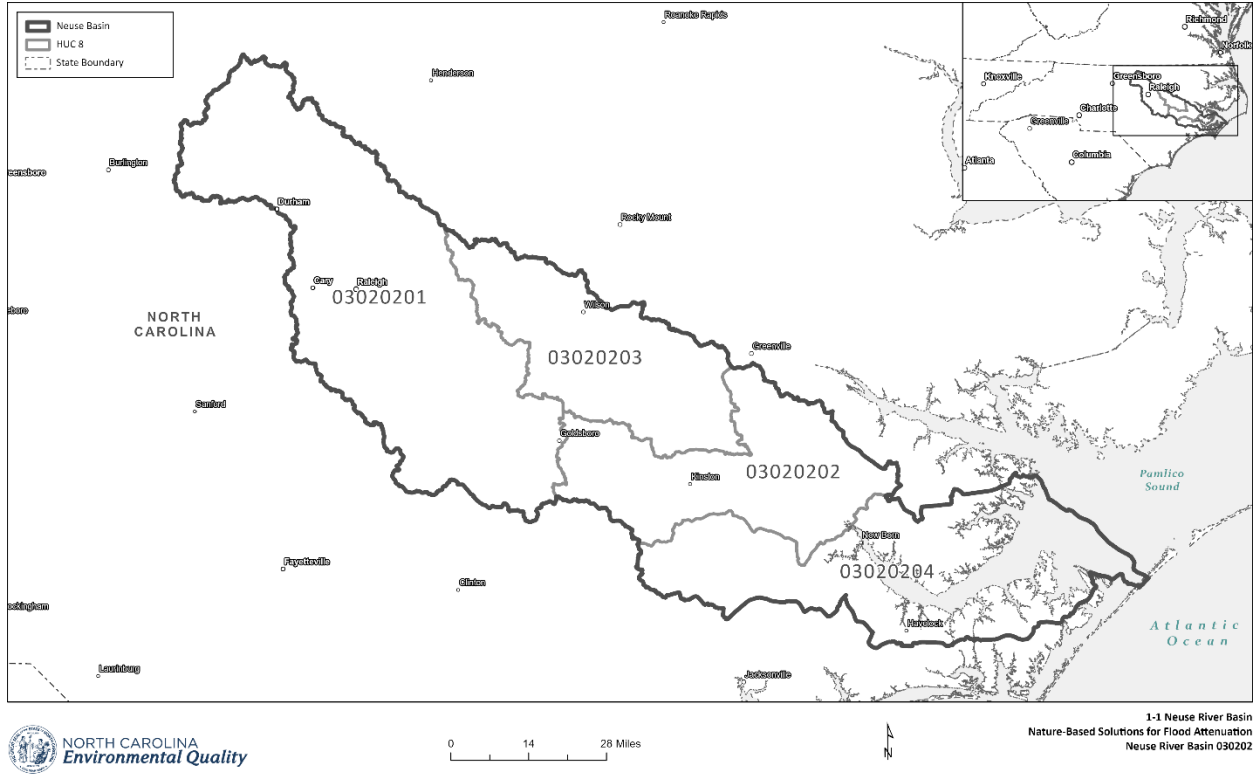 Neuse Basin
HUC 8
State Boundary
Roanoke Rapids
Henderson
Richmond
Norfolk
Knoxville
Greensboro
Raleigh
Charlotte
Greenville
Columbia
Atlanta
Burlington
eensboro
Durham
Rocky Mount
Cary
Raleigh
03020201
Wilson
eboro
NORTH
CAROLINA
03020203
Greenville
Sanford
Goldsboro
03020202
Kinston
Pamlico
Sound
New Bern
03020204
Fayetteville
Clinton
ockingham
Havelock
Atlantic
Ocean
Laurinburg
Jacksonville
NORTH CAROLINA
Environmental Quality
0 14 28 Miles
N
1-1 Neuse River Basin
Nature-Based Solutions for Flood Attenuation
Neuse River Basin 030202